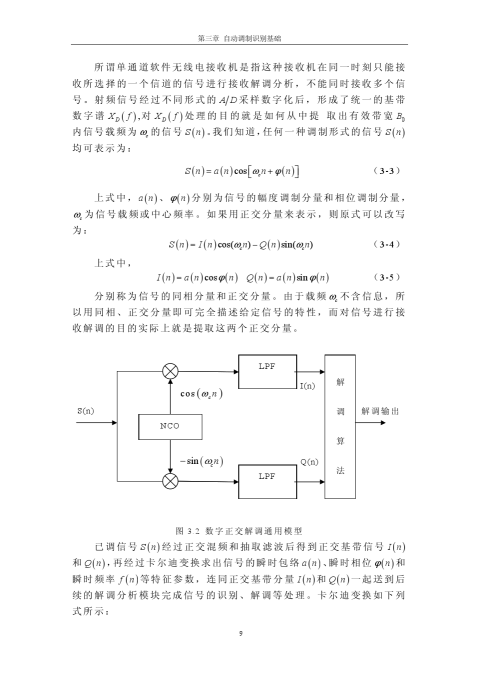 第三章 自动调制识别基础
所谓单通道软件无线电接收机是指这种接收机在同一时刻只能接
收所选择的一个信道的信号进行接收解调分析，不能同时接收多个信
号。射频信号经过不同形式的 A/D 采样数字化后，形成了统一的基带
数字谱 X_D(f),对 X_D(f)处理的目的就是如何从中提 取出有效带宽 B_0
内信号载频为 ω_c 的信号 S(n)。我们知道,任何一种调制形式的信号 S(n)
均可表示为：
S(n)=a(n)cos[ω_c n+φ(n)] （3-3）
上式中，a(n)、φ(n)分别为信号的幅度调制分量和相位调制分量，
ω_c 为信号载频或中心频率。如果用正交分量来表示，则原式可以改写
为：
S(n)=I(n)cos(ω_c n)−Q(n)sin(ω_c n) （3-4）
上式中，
I(n)=a(n)cosφ(n) Q(n)=a(n)sinφ(n) （3-5）
分别称为信号的同相分量和正交分量。由于载频 ω_c 不含信息，所
以用同相、正交分量即可完全描述给定信号的特性，而对信号进行接
收解调的目的实际上就是提取这两个正交分量。
LPF
I(n)
cos(ω_c n)
S(n)
NCO
解
调
算
法
解调输出
−sin(ω_c n)
Q(n)
LPF
图 3.2 数字正交解调通用模型
已调信号 S(n)经过正交混频和抽取滤波后得到正交基带信号 I(n)
和 Q(n),再经过卡尔迪变换求出信号的瞬时包络 a(n)、瞬时相位 φ(n)和
瞬时频率 f(n)等特征参数，连同正交基带分量 I(n)和 Q(n)一起送到后
续的解调分析模块完成信号的识别、解调等处理。卡尔迪变换如下列
式所示：
9